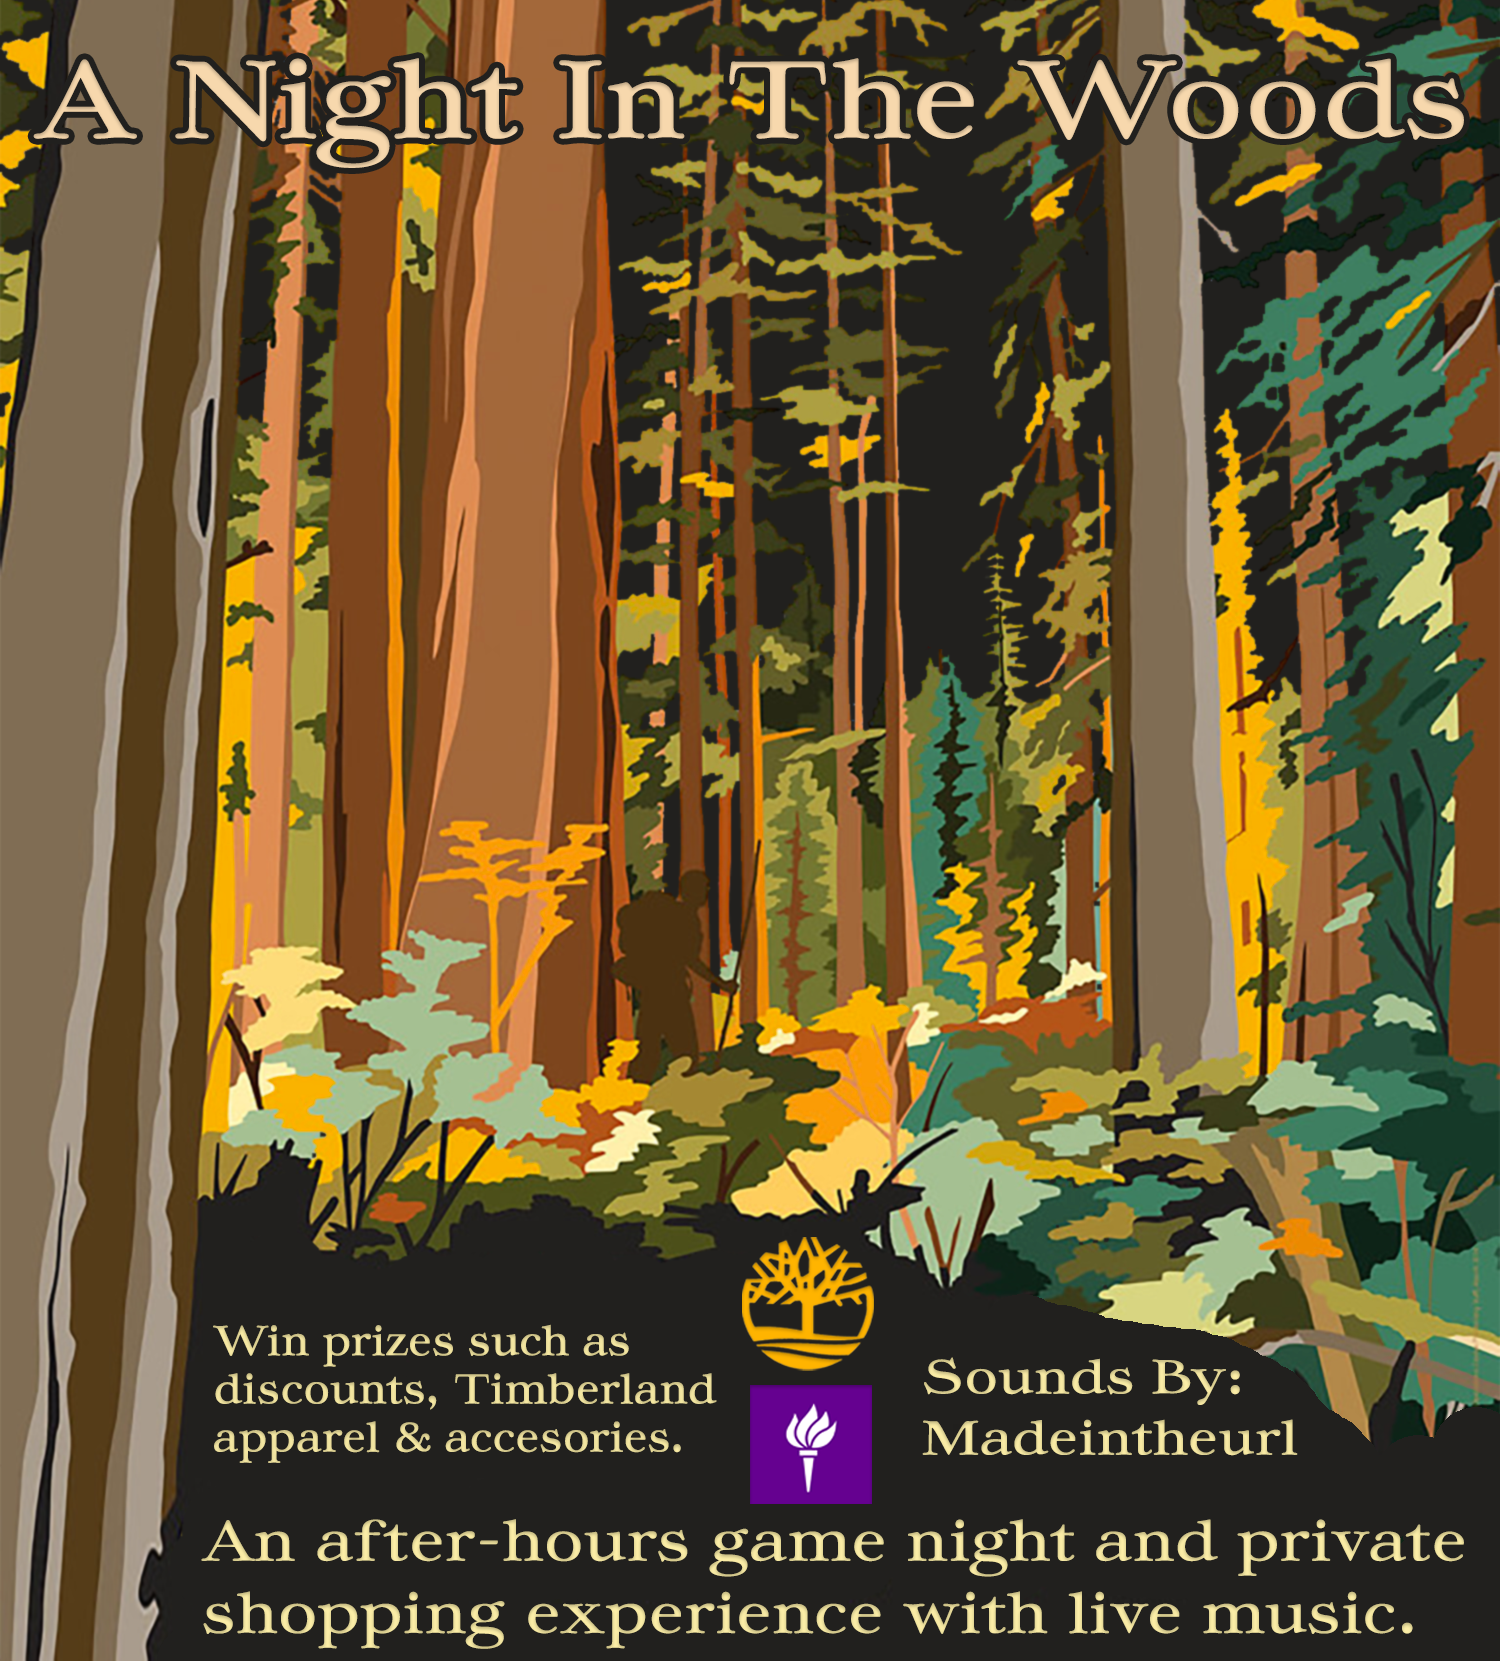 A Night In The Woods
Win prizes such as
discounts, Timberland
apparel & accesories.
Sounds By:
Madeintheurl
An after-hours game night and private
shopping experience with live music.